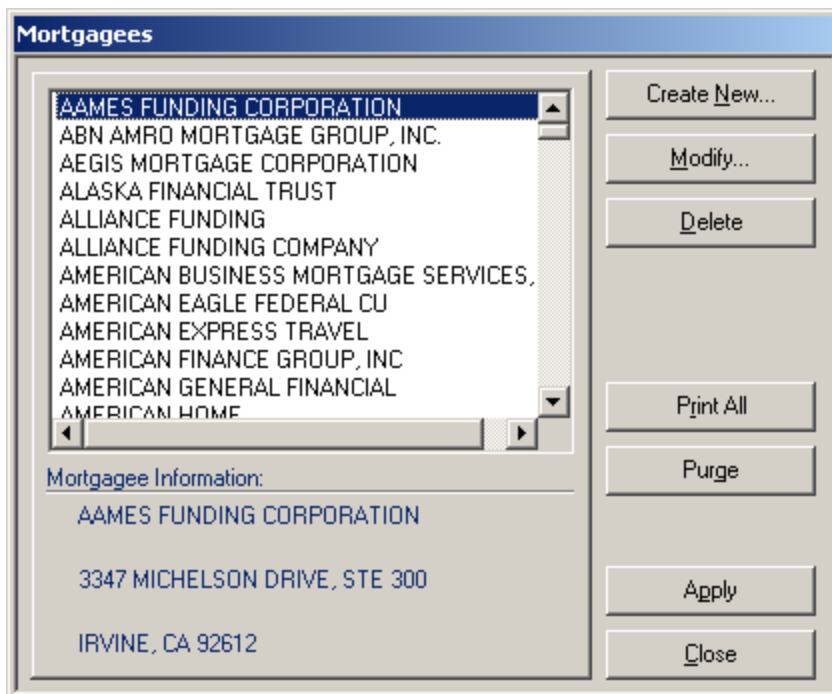 Mortgagees
AAMES FUNDING CORPORATION
ABN AMRO MORTGAGE GROUP, INC.
AEGIS MORTGAGE CORPORATION
ALASKA FINANCIAL TRUST
ALLIANCE FUNDING
ALLIANCE FUNDING COMPANY
AMERICAN BUSINESS MORTGAGE SERVICES,
AMERICAN EAGLE FEDERAL CU
AMERICAN EXPRESS TRAVEL
AMERICAN FINANCE GROUP, INC
AMERICAN GENERAL FINANCIAL
AMERICAN HOME
Mortgagee Information:
AAMES FUNDING CORPORATION
3347 MICHELSON DRIVE, STE 300
IRVINE, CA 92612
Create New...
Modify...
Delete
Print All
Purge
Apply
Close